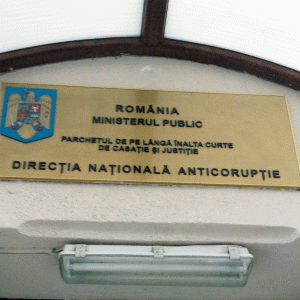 ROMÂNIA
MINISTERUL PUBLIC
PARCHETUL DE PE LÂNGĂ ÎNALTA CURTE
DE CASAȚIE ȘI JUSTIȚIE
DIRECȚIA NAȚIONALĂ ANTICORUPȚIE